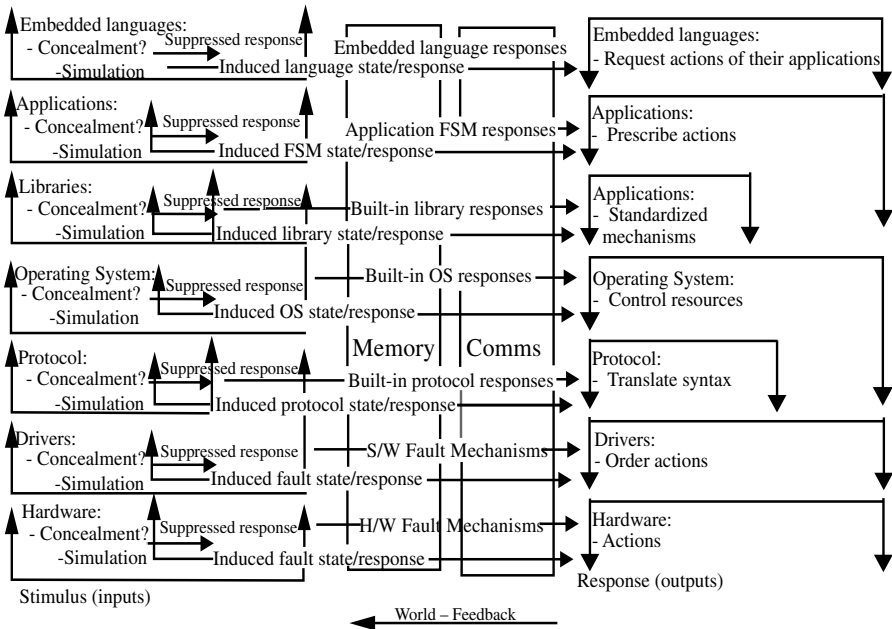 Embedded languages:
- Concealment?
-Simulation
Suppressed response
Induced language state/response
Embedded language responses
Embedded languages:
- Request actions of their applications
Applications:
- Concealment?
-Simulation
Suppressed response
Induced FSM state/response
Application FSM responses
Applications:
- Prescribe actions
Libraries:
- Concealment?
-Simulation
Suppressed response
Induced library state/response
Built-in library responses
Applications:
- Standardized
mechanisms
Operating System:
- Concealment?
-Simulation
Suppressed response
Induced OS state/response
Built-in OS responses
Operating System:
- Control resources
Memory
Comms
Protocol:
- Concealment?
-Simulation
Suppressed response
Induced protocol state/response
Built-in protocol responses
Protocol:
- Translate syntax
Drivers:
- Concealment?
-Simulation
Suppressed response
Induced fault state/response
S/W Fault Mechanisms
Drivers:
- Order actions
Hardware:
- Concealment?
-Simulation
Suppressed response
Induced fault state/response
H/W Fault Mechanisms
Hardware:
- Actions
Stimulus (inputs)
Response (outputs)
World – Feedback